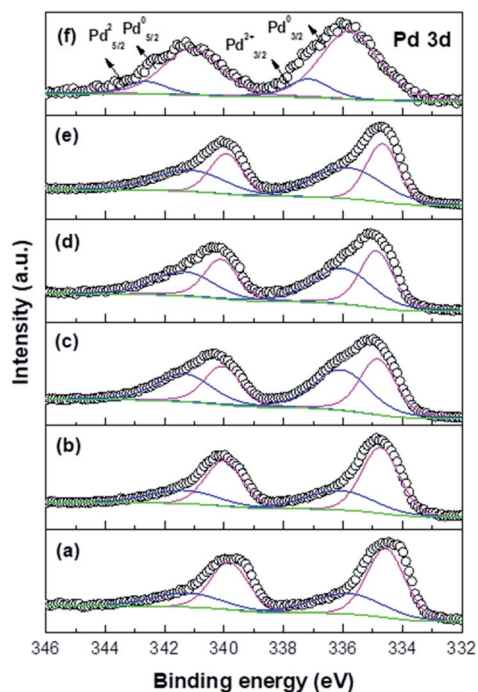 (f)
Pd²₅/₂
Pd⁰₅/₂
Pd²⁺₃/₂
Pd⁰₃/₂
Pd 3d
(e)
(d)
(c)
(b)
(a)
Intensity (a.u.)
346 344 342 340 338 336 334 332
Binding energy (eV)